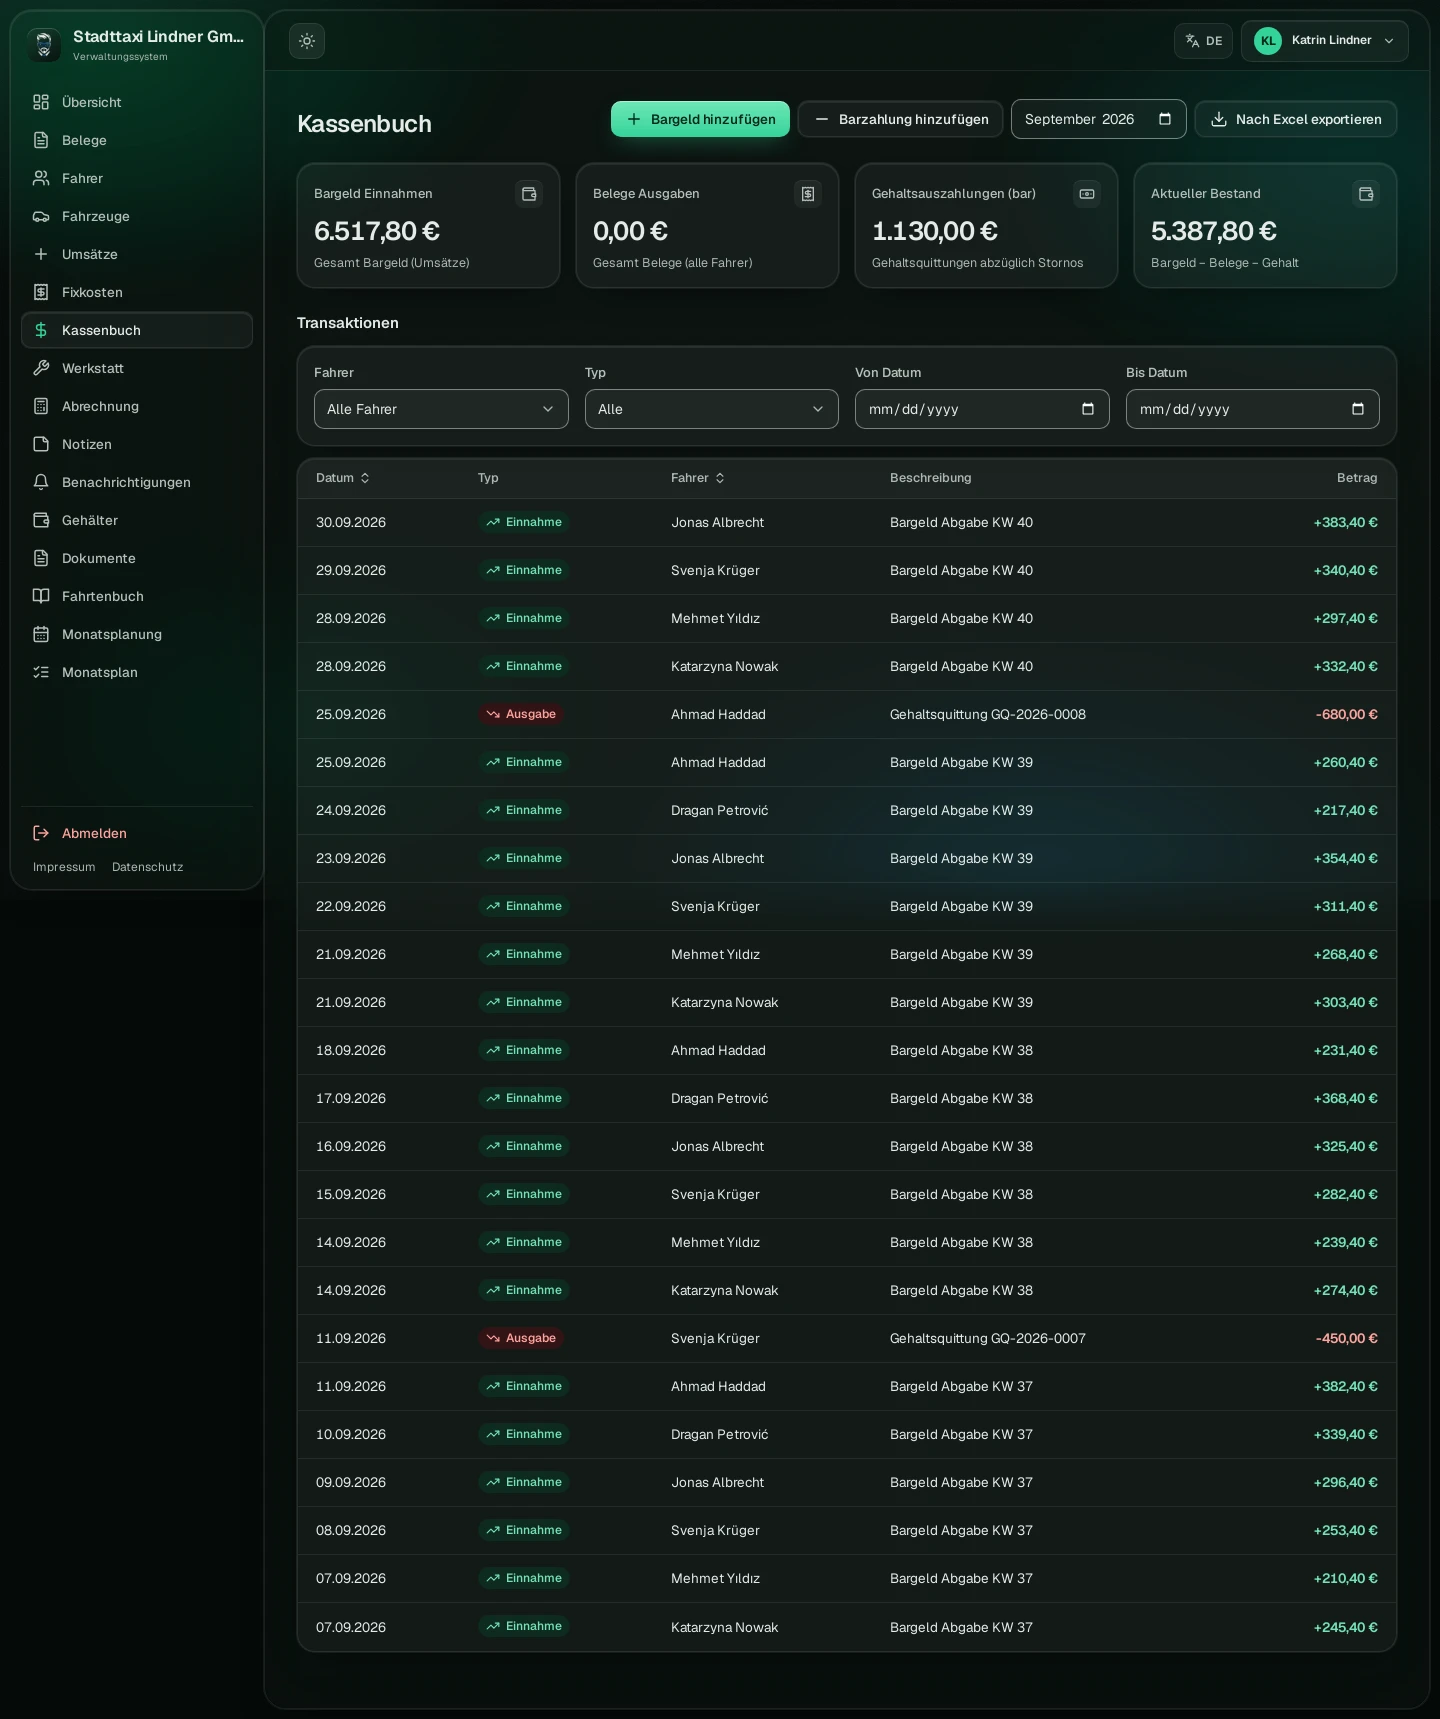 Stadttaxi Lindner Gm...
Verwaltungssystem
Übersicht
Belege
Fahrer
Fahrzeuge
Umsätze
Fixkosten
Kassenbuch
Werkstatt
Abrechnung
Notizen
Benachrichtigungen
Gehälter
Dokumente
Fahrtenbuch
Monatsplanung
Monatsplan
Abmelden
Impressum Datenschutz
DE KL Katrin Lindner
Kassenbuch
Bargeld hinzufügen Barzahlung hinzufügen September 2026 Nach Excel exportieren
Bargeld Einnahmen
6.517,80 €
Gesamt Bargeld (Umsätze)
Belege Ausgaben
0,00 €
Gesamt Belege (alle Fahrer)
Gehaltsauszahlungen (bar)
1.130,00 €
Gehaltsquittungen abzüglich Stornos
Aktueller Bestand
5.387,80 €
Bargeld – Belege – Gehalt
Transaktionen
Fahrer Typ Von Datum Bis Datum
Alle Fahrer Alle mm/dd/yyyy mm/dd/yyyy
Datum Typ Fahrer Beschreibung Betrag
30.09.2026 Einnahme Jonas Albrecht Bargeld Abgabe KW 40 +383,40 €
29.09.2026 Einnahme Svenja Krüger Bargeld Abgabe KW 40 +340,40 €
28.09.2026 Einnahme Mehmet Yıldız Bargeld Abgabe KW 40 +297,40 €
28.09.2026 Einnahme Katarzyna Nowak Bargeld Abgabe KW 40 +332,40 €
25.09.2026 Ausgabe Ahmad Haddad Gehaltsquittung GQ-2026-0008 -680,00 €
25.09.2026 Einnahme Ahmad Haddad Bargeld Abgabe KW 39 +260,40 €
24.09.2026 Einnahme Dragan Petrović Bargeld Abgabe KW 39 +217,40 €
23.09.2026 Einnahme Jonas Albrecht Bargeld Abgabe KW 39 +354,40 €
22.09.2026 Einnahme Svenja Krüger Bargeld Abgabe KW 39 +311,40 €
21.09.2026 Einnahme Mehmet Yıldız Bargeld Abgabe KW 39 +268,40 €
21.09.2026 Einnahme Katarzyna Nowak Bargeld Abgabe KW 39 +303,40 €
18.09.2026 Einnahme Ahmad Haddad Bargeld Abgabe KW 38 +231,40 €
17.09.2026 Einnahme Dragan Petrović Bargeld Abgabe KW 38 +368,40 €
16.09.2026 Einnahme Jonas Albrecht Bargeld Abgabe KW 38 +325,40 €
15.09.2026 Einnahme Svenja Krüger Bargeld Abgabe KW 38 +282,40 €
14.09.2026 Einnahme Mehmet Yıldız Bargeld Abgabe KW 38 +239,40 €
14.09.2026 Einnahme Katarzyna Nowak Bargeld Abgabe KW 38 +274,40 €
11.09.2026 Ausgabe Svenja Krüger Gehaltsquittung GQ-2026-0007 -450,00 €
11.09.2026 Einnahme Ahmad Haddad Bargeld Abgabe KW 37 +382,40 €
10.09.2026 Einnahme Dragan Petrović Bargeld Abgabe KW 37 +339,40 €
09.09.2026 Einnahme Jonas Albrecht Bargeld Abgabe KW 37 +296,40 €
08.09.2026 Einnahme Svenja Krüger Bargeld Abgabe KW 37 +253,40 €
07.09.2026 Einnahme Mehmet Yıldız Bargeld Abgabe KW 37 +210,40 €
07.09.2026 Einnahme Katarzyna Nowak Bargeld Abgabe KW 37 +245,40 €